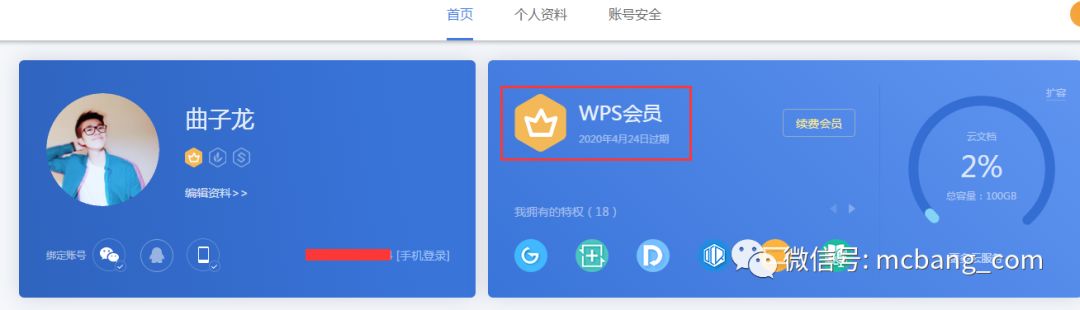 首页 个人资料 账号安全
曲子龙
编辑资料>>
绑定账号
[手机登录]
WPS会员
2020年4月24日过期
续费会员
我拥有的特权（18）
扩容
云文档
2%
总容量：100GB
微信号: mcbang_com